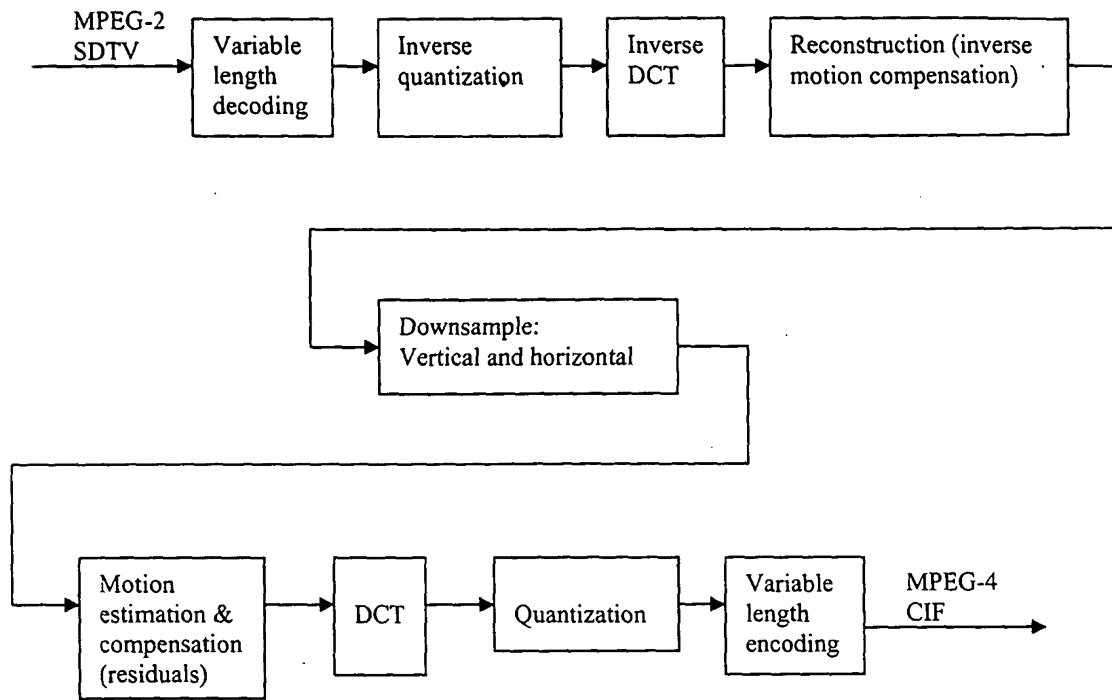 MPEG-2
SDTV
Variable
length
decoding
Inverse
quantization
Inverse
DCT
Reconstruction (inverse
motion compensation)
Downsample:
Vertical and horizontal
Motion
estimation &
compensation
(residuals)
DCT
Quantization
Variable
length
encoding
MPEG-4
CIF